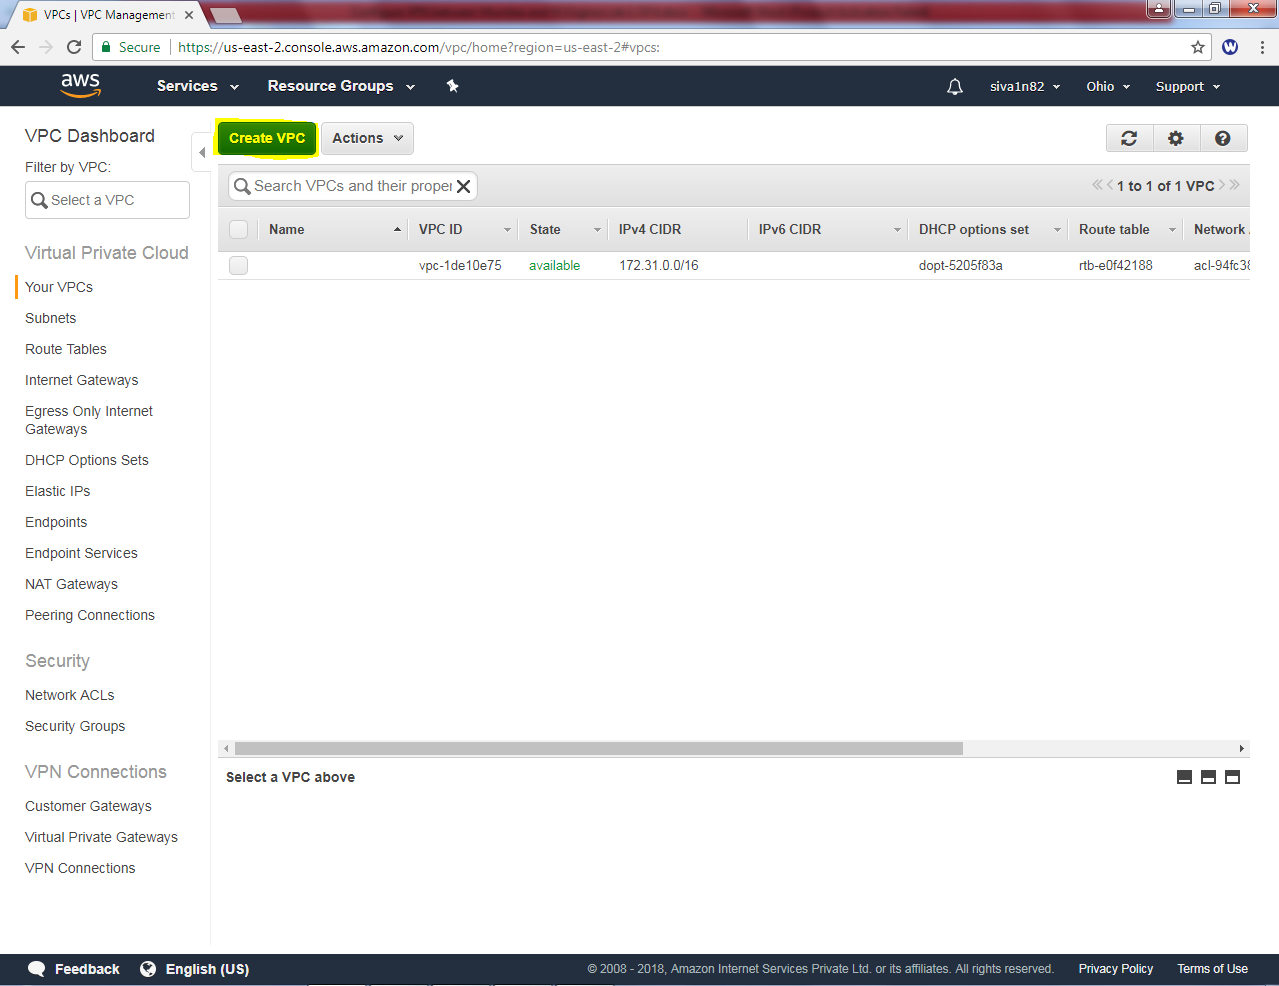 VPCs | VPC Management
Secure
https://us-east-2.console.aws.amazon.com/vpc/home?region=us-east-2#vpcs:
W
aws
Services
Resource Groups
siva1n82
Ohio
Support
VPC Dashboard
Filter by VPC:
Select a VPC
Virtual Private Cloud
Your VPCs
Subnets
Route Tables
Internet Gateways
Egress Only Internet
Gateways
DHCP Options Sets
Elastic IPs
Endpoints
Endpoint Services
NAT Gateways
Peering Connections
Security
Network ACLs
Security Groups
VPN Connections
Customer Gateways
Virtual Private Gateways
VPN Connections
Create VPC
Actions
Search VPCs and their proper
1 to 1 of 1 VPC
Name VPC ID State IPv4 CIDR IPv6 CIDR DHCP options set Route table Network
vpc-1de10e75 available 172.31.0.0/16 dopt-5205f83a rtb-e0f42188 acl-94fc38
Select a VPC above
Feedback
English (US)
© 2008 - 2018, Amazon Internet Services Private Ltd. or its affiliates. All rights reserved.
Privacy Policy
Terms of Use